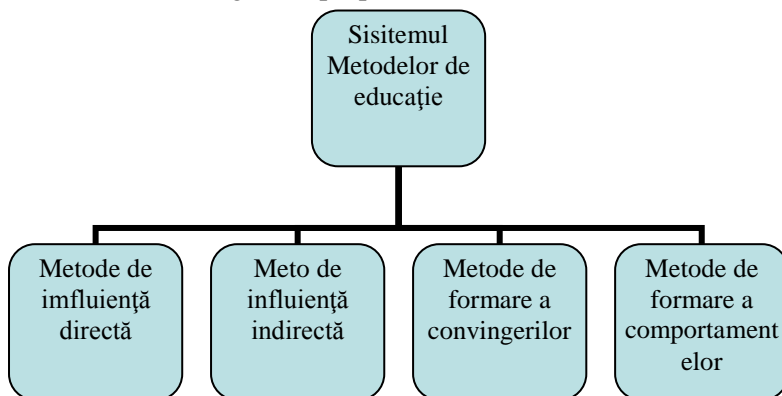 Sisitemul
Metodelor de
educaţie
Metode de
imfluienţă
directă
Meto de
influienţă
indirectă
Metode de
formare a
convingerilor
Metode de
formare a
comportament
elor